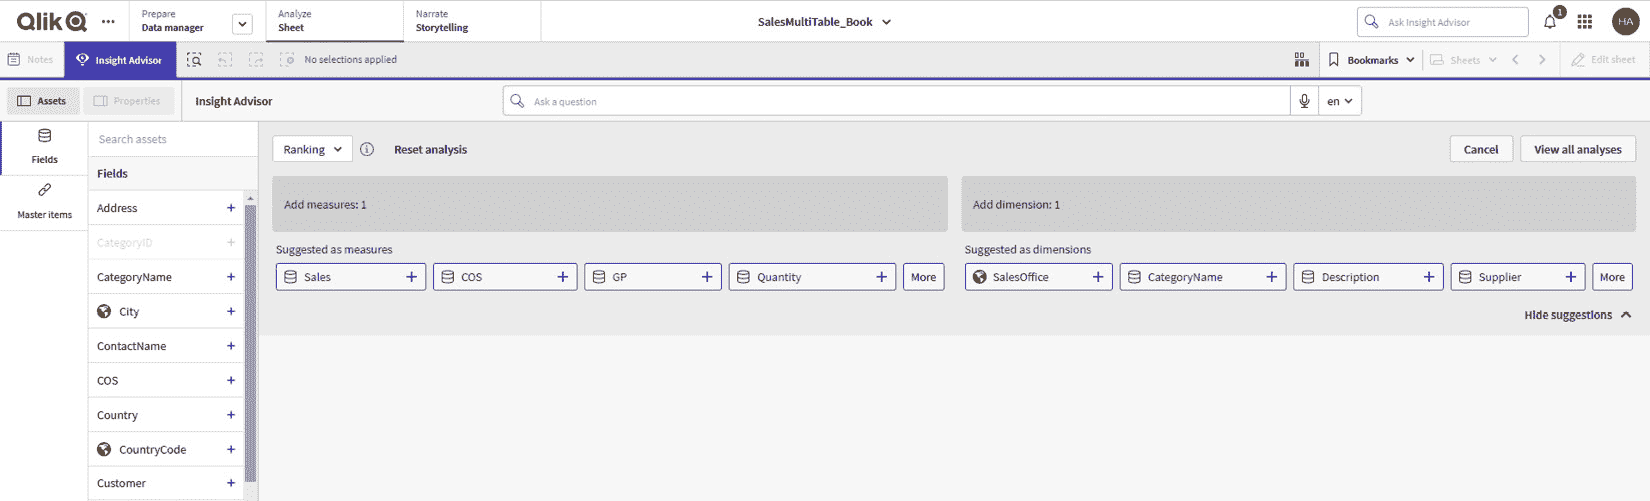 Qlik
Prepare
Data manager
Analyze
Sheet
Narrate
Storytelling
SalesMultiTable_Book
Ask Insight Advisor
1
HA
Notes
Insight Advisor
No selections applied
Bookmarks
Sheets
Edit sheet
Assets
Properties
Insight Advisor
Ask a question
en
Fields
Master items
Search assets
Fields
Address
CategoryID
CategoryName
City
ContactName
COS
Country
CountryCode
Customer
Ranking
Reset analysis
Cancel
View all analyses
Add measures: 1
Add dimension: 1
Suggested as measures
Sales
COS
GP
Quantity
More
Suggested as dimensions
SalesOffice
CategoryName
Description
Supplier
More
Hide suggestions